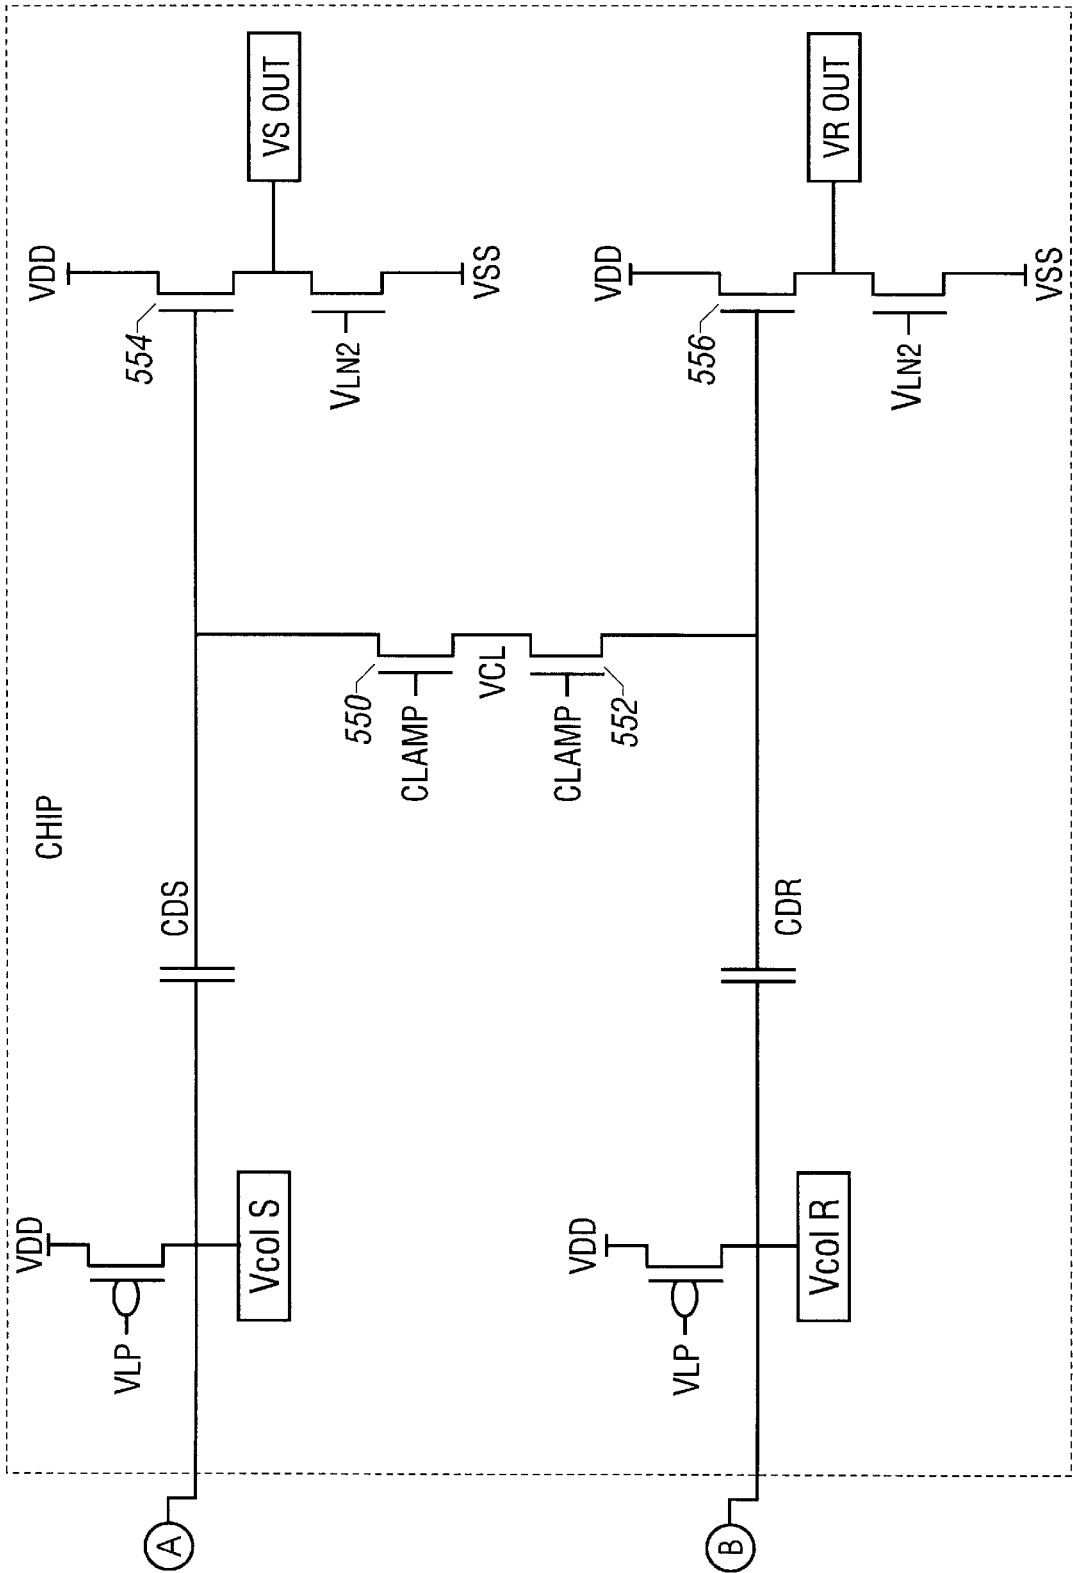 CHIP
VDD
VLP
Vcol S
A
CDS
550
CLAMP
VCL
CLAMP
552
VDD
554
VLN2
VSS
VS OUT
VDD
VLP
Vcol R
B
CDR
VDD
556
VLN2
VSS
VR OUT